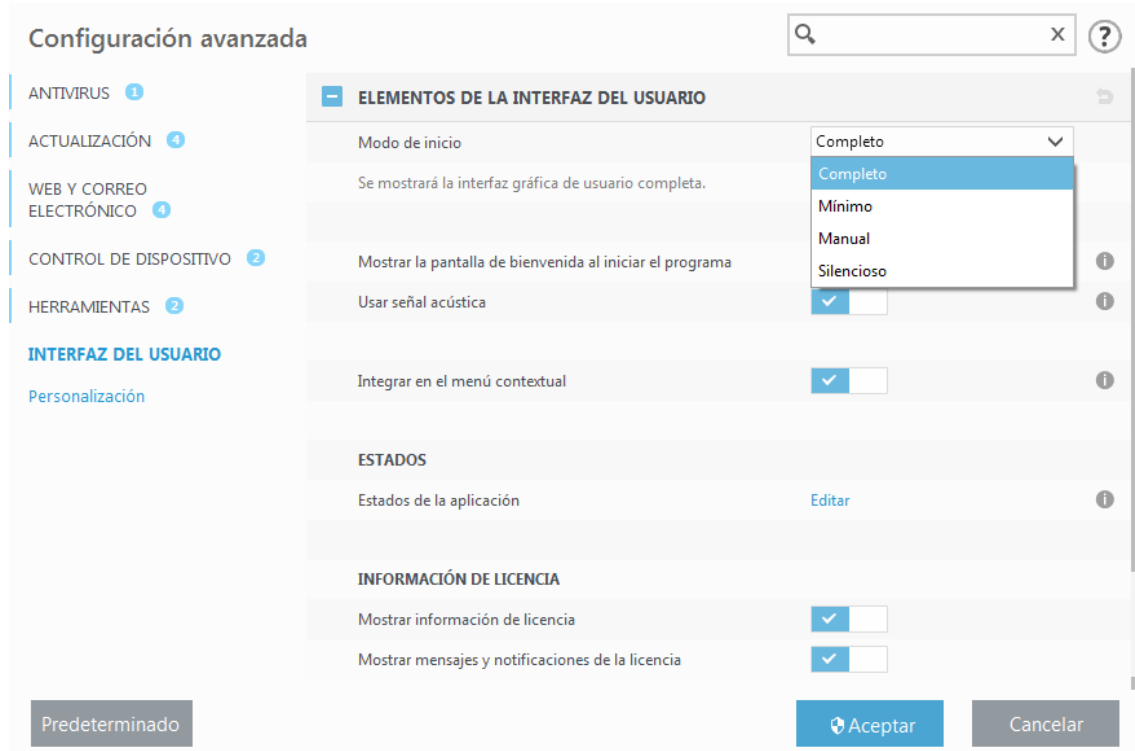 Configuración avanzada
X
?
ANTIVIRUS 1
ACTUALIZACIÓN 4
WEB Y CORREO
ELECTRÓNICO 4
CONTROL DE DISPOSITIVO 2
HERRAMIENTAS 2
INTERFAZ DEL USUARIO
Personalización
ELEMENTOS DE LA INTERFAZ DEL USUARIO
Modo de inicio
Completo
Se mostrará la interfaz gráfica de usuario completa.
Completo
Mínimo
Manual
Silencioso
Mostrar la pantalla de bienvenida al iniciar el programa
i
Usar señal acústica
i
Integrar en el menú contextual
i
ESTADOS
Estados de la aplicación
Editar
i
INFORMACIÓN DE LICENCIA
Mostrar información de licencia
Mostrar mensajes y notificaciones de la licencia
Predeterminado
Aceptar
Cancelar